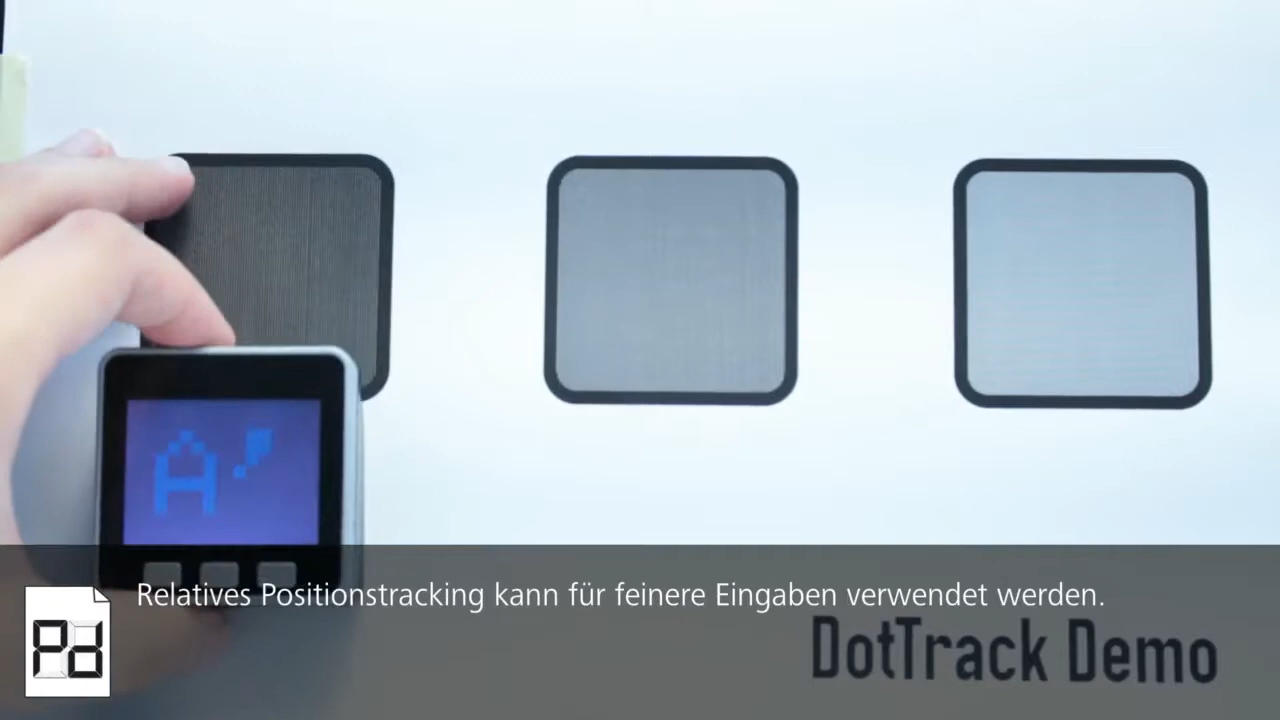 A'
Relatives Positionstracking kann für feinere Eingaben verwendet werden.
Pd
DotTrack Demo